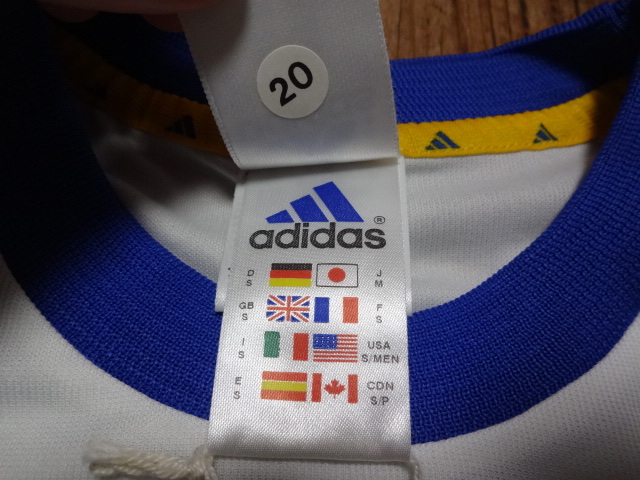 20
adidas ®
D J
S M
GB F
S S
I USA
S S/MEN
E CDN
S S/P